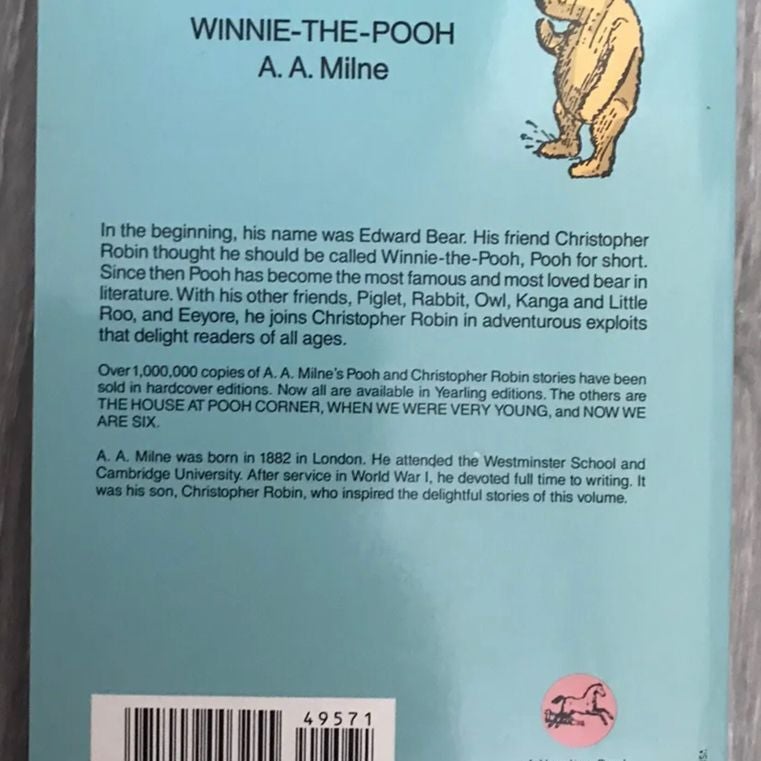 WINNIE-THE-POOH
A. A. Milne
In the beginning, his name was Edward Bear. His friend Christopher
Robin thought he should be called Winnie-the-Pooh, Pooh for short.
Since then Pooh has become the most famous and most loved bear in
literature. With his other friends, Piglet, Rabbit, Owl, Kanga and Little
Roo, and Eeyore, he joins Christopher Robin in adventurous exploits
that delight readers of all ages.
Over 1,000,000 copies of A. A. Milne's Pooh and Christopher Robin stories have been
sold in hardcover editions. Now all are available in Yearling editions. The others are
THE HOUSE AT POOH CORNER, WHEN WE WERE VERY YOUNG, and NOW WE
ARE SIX.
A. A. Milne was born in 1882 in London. He attended the Westminster School and
Cambridge University. After service in World War I, he devoted full time to writing. It
was his son, Christopher Robin, who inspired the delightful stories of this volume.
49571